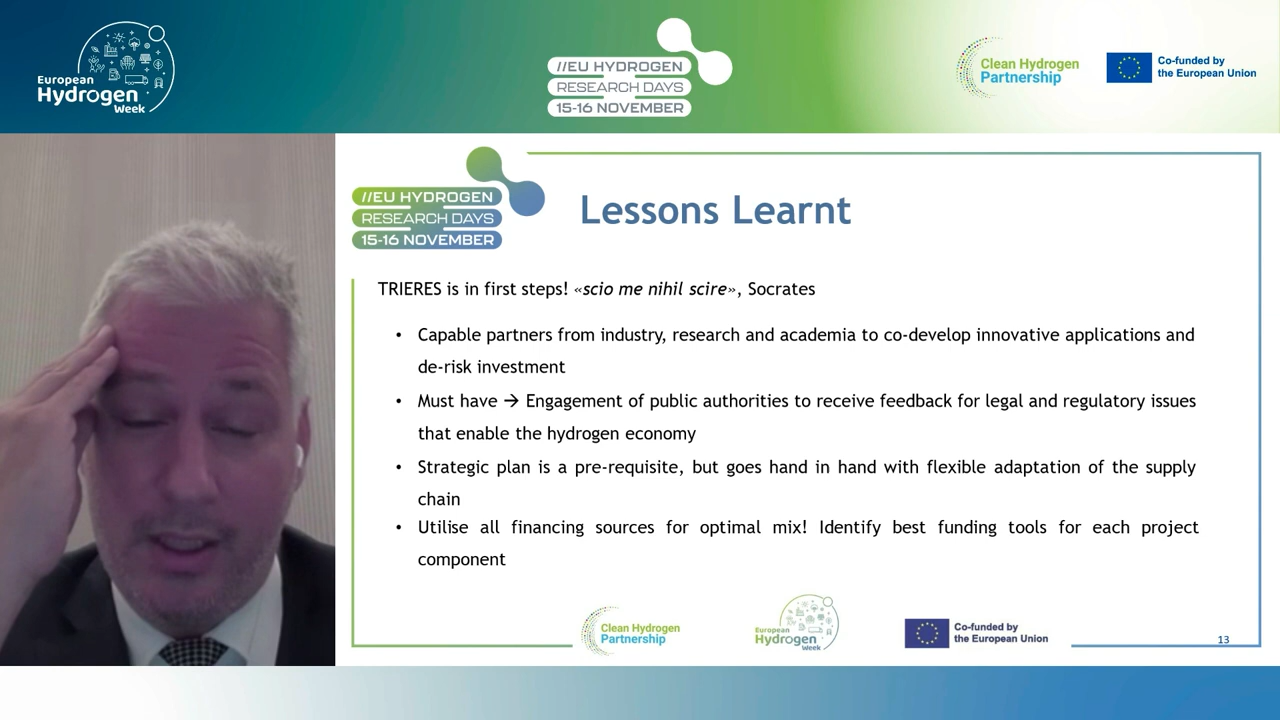 European
Hydrogen
Week
//EU HYDROGEN
RESEARCH DAYS
15-16 NOVEMBER
Clean Hydrogen
Partnership
Co-funded by
the European Union
//EU HYDROGEN
RESEARCH DAYS
15-16 NOVEMBER
Lessons Learnt
TRIERES is in first steps! «scio me nihil scire», Socrates
• Capable partners from industry, research and academia to co-develop innovative applications and
de-risk investment
• Must have → Engagement of public authorities to receive feedback for legal and regulatory issues
that enable the hydrogen economy
• Strategic plan is a pre-requisite, but goes hand in hand with flexible adaptation of the supply
chain
• Utilise all financing sources for optimal mix! Identify best funding tools for each project
component
Clean Hydrogen
Partnership
European
Hydrogen
Week
Co-funded by
the European Union
13